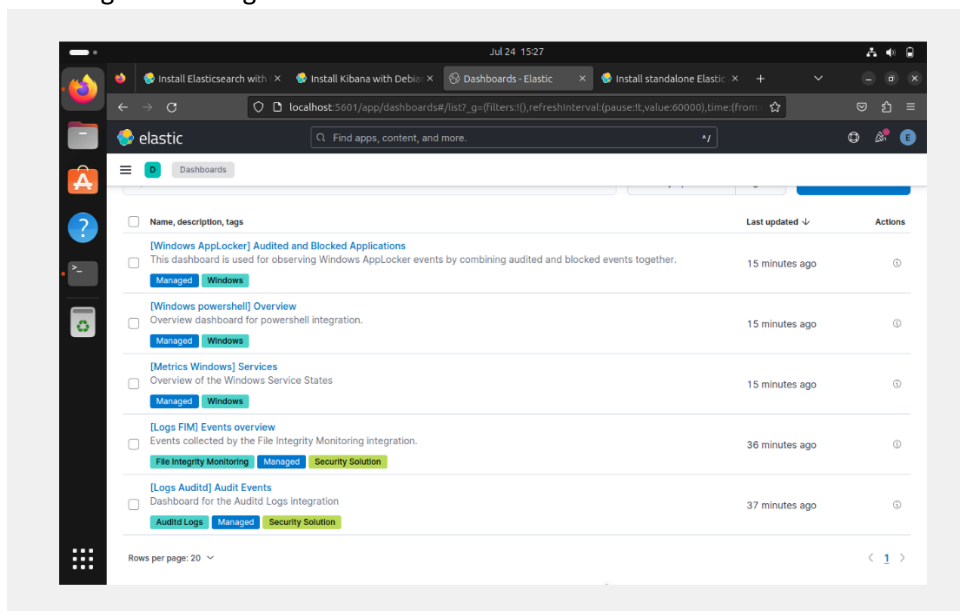 Jul 24 15:27
Install Elasticsearch with
Install Kibana with Debian
Dashboards - Elastic
Install standalone Elastic
localhost:5601/app/dashboards#/list?_g=(filters:!(),refreshInterval:(pause:!t,value:60000),time:(from:
elastic
Find apps, content, and more.
^/
E
D
Dashboards
Name, description, tags
Last updated ↓
Actions
[Windows AppLocker] Audited and Blocked Applications
This dashboard is used for observing Windows AppLocker events by combining audited and blocked events together.
15 minutes ago
Managed Windows
[Windows powershell] Overview
Overview dashboard for powershell integration.
15 minutes ago
Managed Windows
[Metrics Windows] Services
Overview of the Windows Service States
15 minutes ago
Managed Windows
[Logs FIM] Events overview
Events collected by the File Integrity Monitoring integration.
36 minutes ago
File Integrity Monitoring Managed Security Solution
[Logs Auditd] Audit Events
Dashboard for the Auditd Logs integration
37 minutes ago
Auditd Logs Managed Security Solution
Rows per page: 20
< 1 >